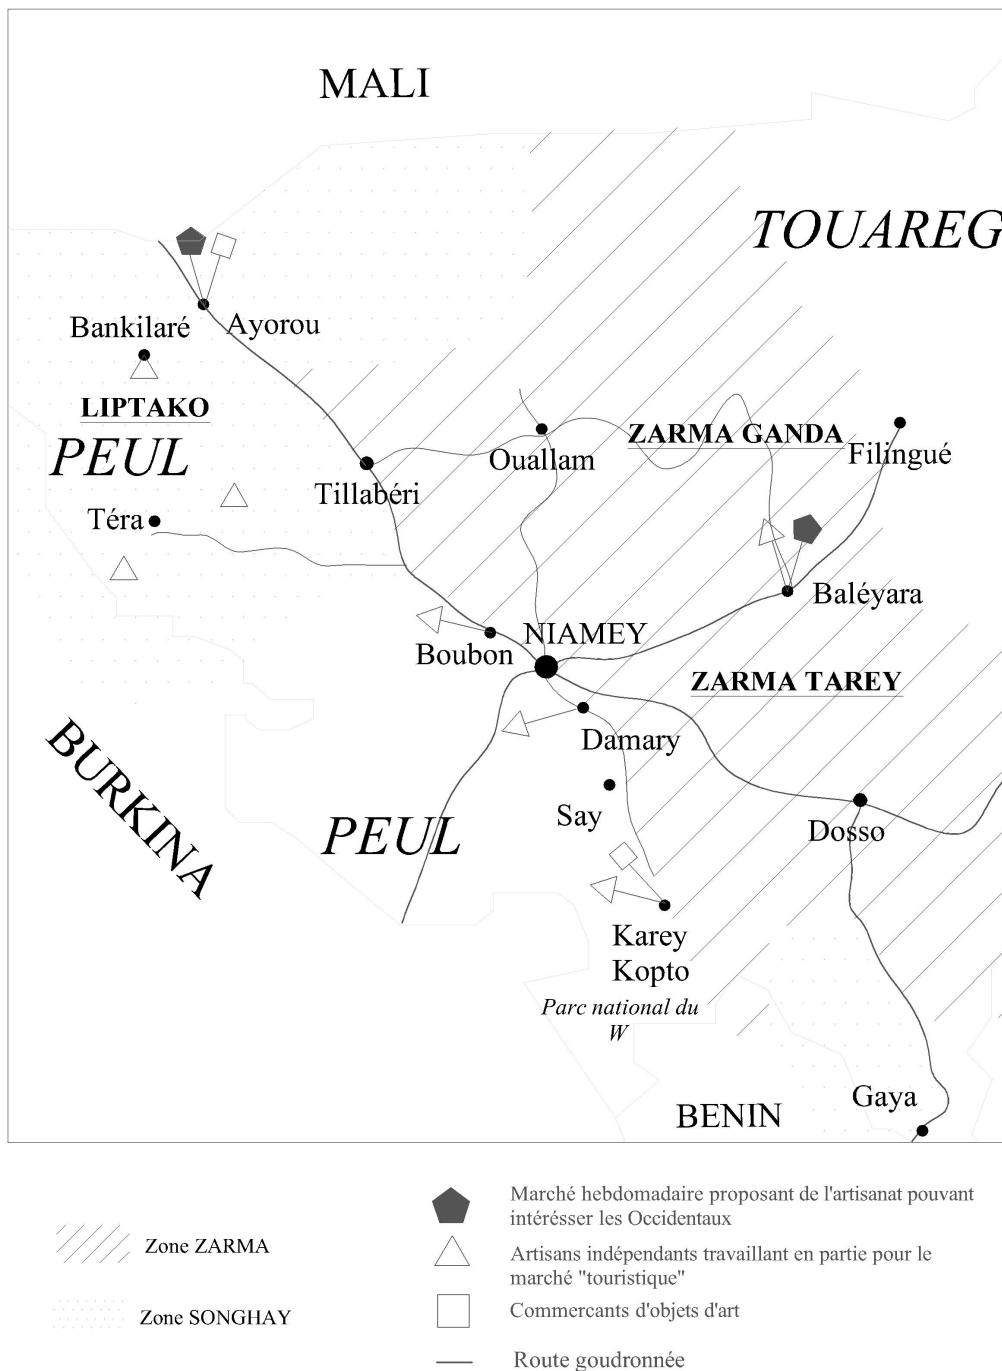 MALI
TOUAREG
Bankilaré
Ayorou
LIPTAKO
PEUL
ZARMA GANDA
Ouallam
Filingué
Tillabéri
Téra
Baléyara
NIAMEY
Boubon
ZARMA TAREY
Damary
BURKINA
Say
PEUL
Dosso
Karey
Kopto
Parc national du
W
Gaya
BENIN
Zone ZARMA
Zone SONGHAY
Marché hebdomadaire proposant de l'artisanat pouvant
intérésser les Occidentaux
Artisans indépendants travaillant en partie pour le
marché "touristique"
Commercants d'objets d'art
Route goudronnée